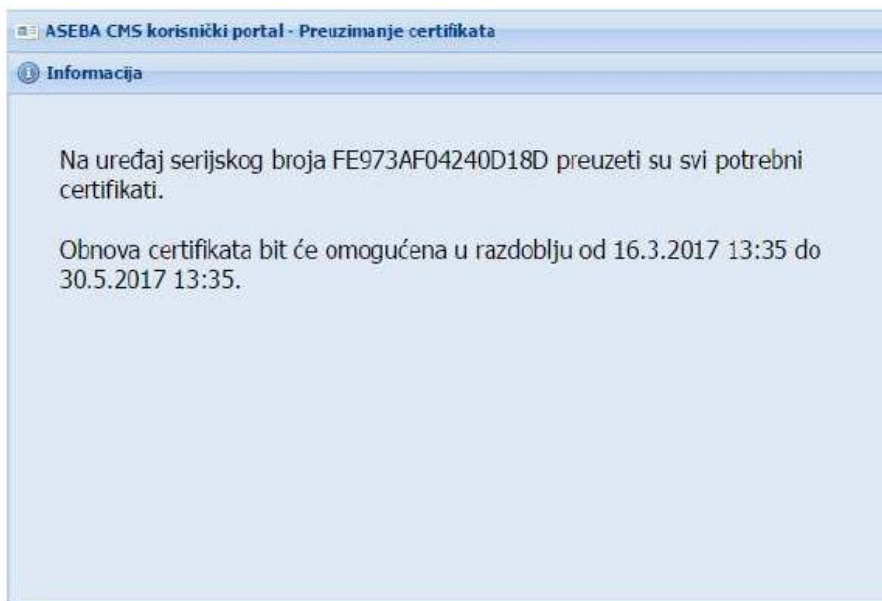 ASEBA CMS korisnički portal - Preuzimanje certifikata
Informacija
Na uređaj serijskog broja FE973AF04240D18D preuzeti su svi potrebni
certifikati.
Obnova certifikata bit će omogućena u razdoblju od 16.3.2017 13:35 do
30.5.2017 13:35.